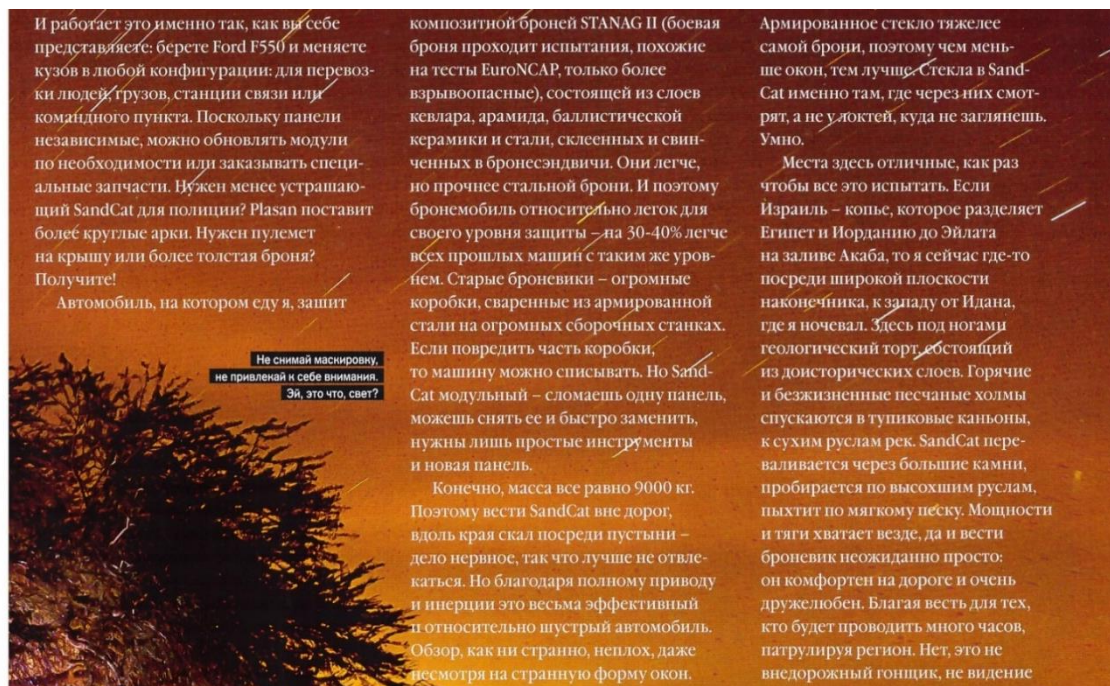 И работает это именно так, как вы себе
представляете: берете Ford F550 и меняете
кузов в любой конфигурации: для перевоз-
ки людей, грузов, станции связи или
командного пункта. Поскольку панели
независимые, можно обновлять модули
по необходимости или заказывать специ-
альные запчасти. Нужен менее устрашаю-
щий SandCat для полиции? Plasan поставит
более круглые арки. Нужен пулемет
на крышу или более толстая броня?
Получите!
Автомобиль, на котором еду я, зашит
Не снимай маскировку,
не привлекай к себе внимания.
Эй, это что, свет?
композитной броней STANAG II (боевая
броня проходит испытания, похожие
на тесты EuroNCAP, только более
взрывоопасные), состоящей из слоев
кевлара, арамида, баллистической
керамики и стали, склеенных и свин-
ченных в бронесэндвичи. Они легче,
но прочнее стальной брони. И поэтому
бронемобиль относительно легок для
своего уровня защиты – на 30-40% легче
всех прошлых машин с таким же уров-
нем. Старые броневики – огромные
коробки, сваренные из армированной
стали на огромных сборочных станках.
Если повредить часть коробки,
то машину можно списывать. Но Sand-
Cat модульный – сломаешь одну панель,
можешь снять ее и быстро заменить,
нужны лишь простые инструменты
и новая панель.
Конечно, масса все равно 9000 кг.
Поэтому вести SandCat вне дорог,
вдоль края скал посреди пустыни –
дело нервное, так что лучше не отвле-
каться. Но благодаря полному приводу
и инерции это весьма эффективный
и относительно шустрый автомобиль.
Обзор, как ни странно, неплох, даже
несмотря на странную форму окон.
Армированное стекло тяжелее
самой брони, поэтому чем мень-
ше окон, тем лучше. Стекла в Sand-
Cat именно там, где через них смот-
рят, а не у локтей, куда не заглянешь.
Умно.
Места здесь отличные, как раз
чтобы все это испытать. Если
Израиль – копье, которое разделяет
Египет и Иорданию до Эйлата
на заливе Акаба, то я сейчас где-то
посреди широкой плоскости
наконечника, к западу от Идана,
где я ночевал. Здесь под ногами
геологический торт, состоящий
из доисторических слоев. Горячие
и безжизненные песчаные холмы
спускаются в тупиковые каньоны,
к сухим руслам рек. SandCat пере-
валивается через большие камни,
пробирается по высохшим руслам,
пыхтит по мягкому песку. Мощности
и тяги хватает везде, да и вести
броневик неожиданно просто:
он комфортен на дороге и очень
дружелюбен. Благая весть для тех,
кто будет проводить много часов,
патрулируя регион. Нет, это не
внедорожный гонщик, не видение